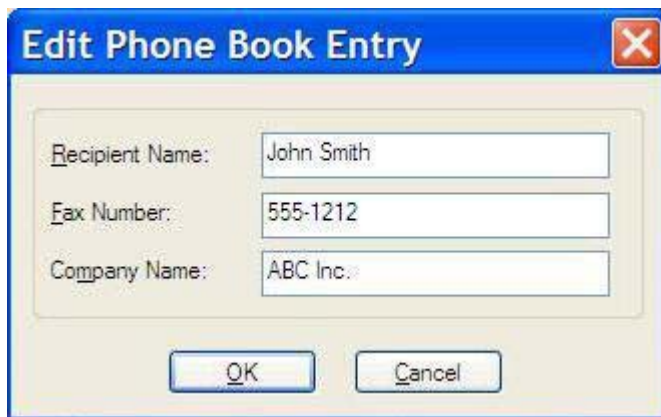 Edit Phone Book Entry
Recipient Name: John Smith
Fax Number: 555-1212
Company Name: ABC Inc.
OK Cancel